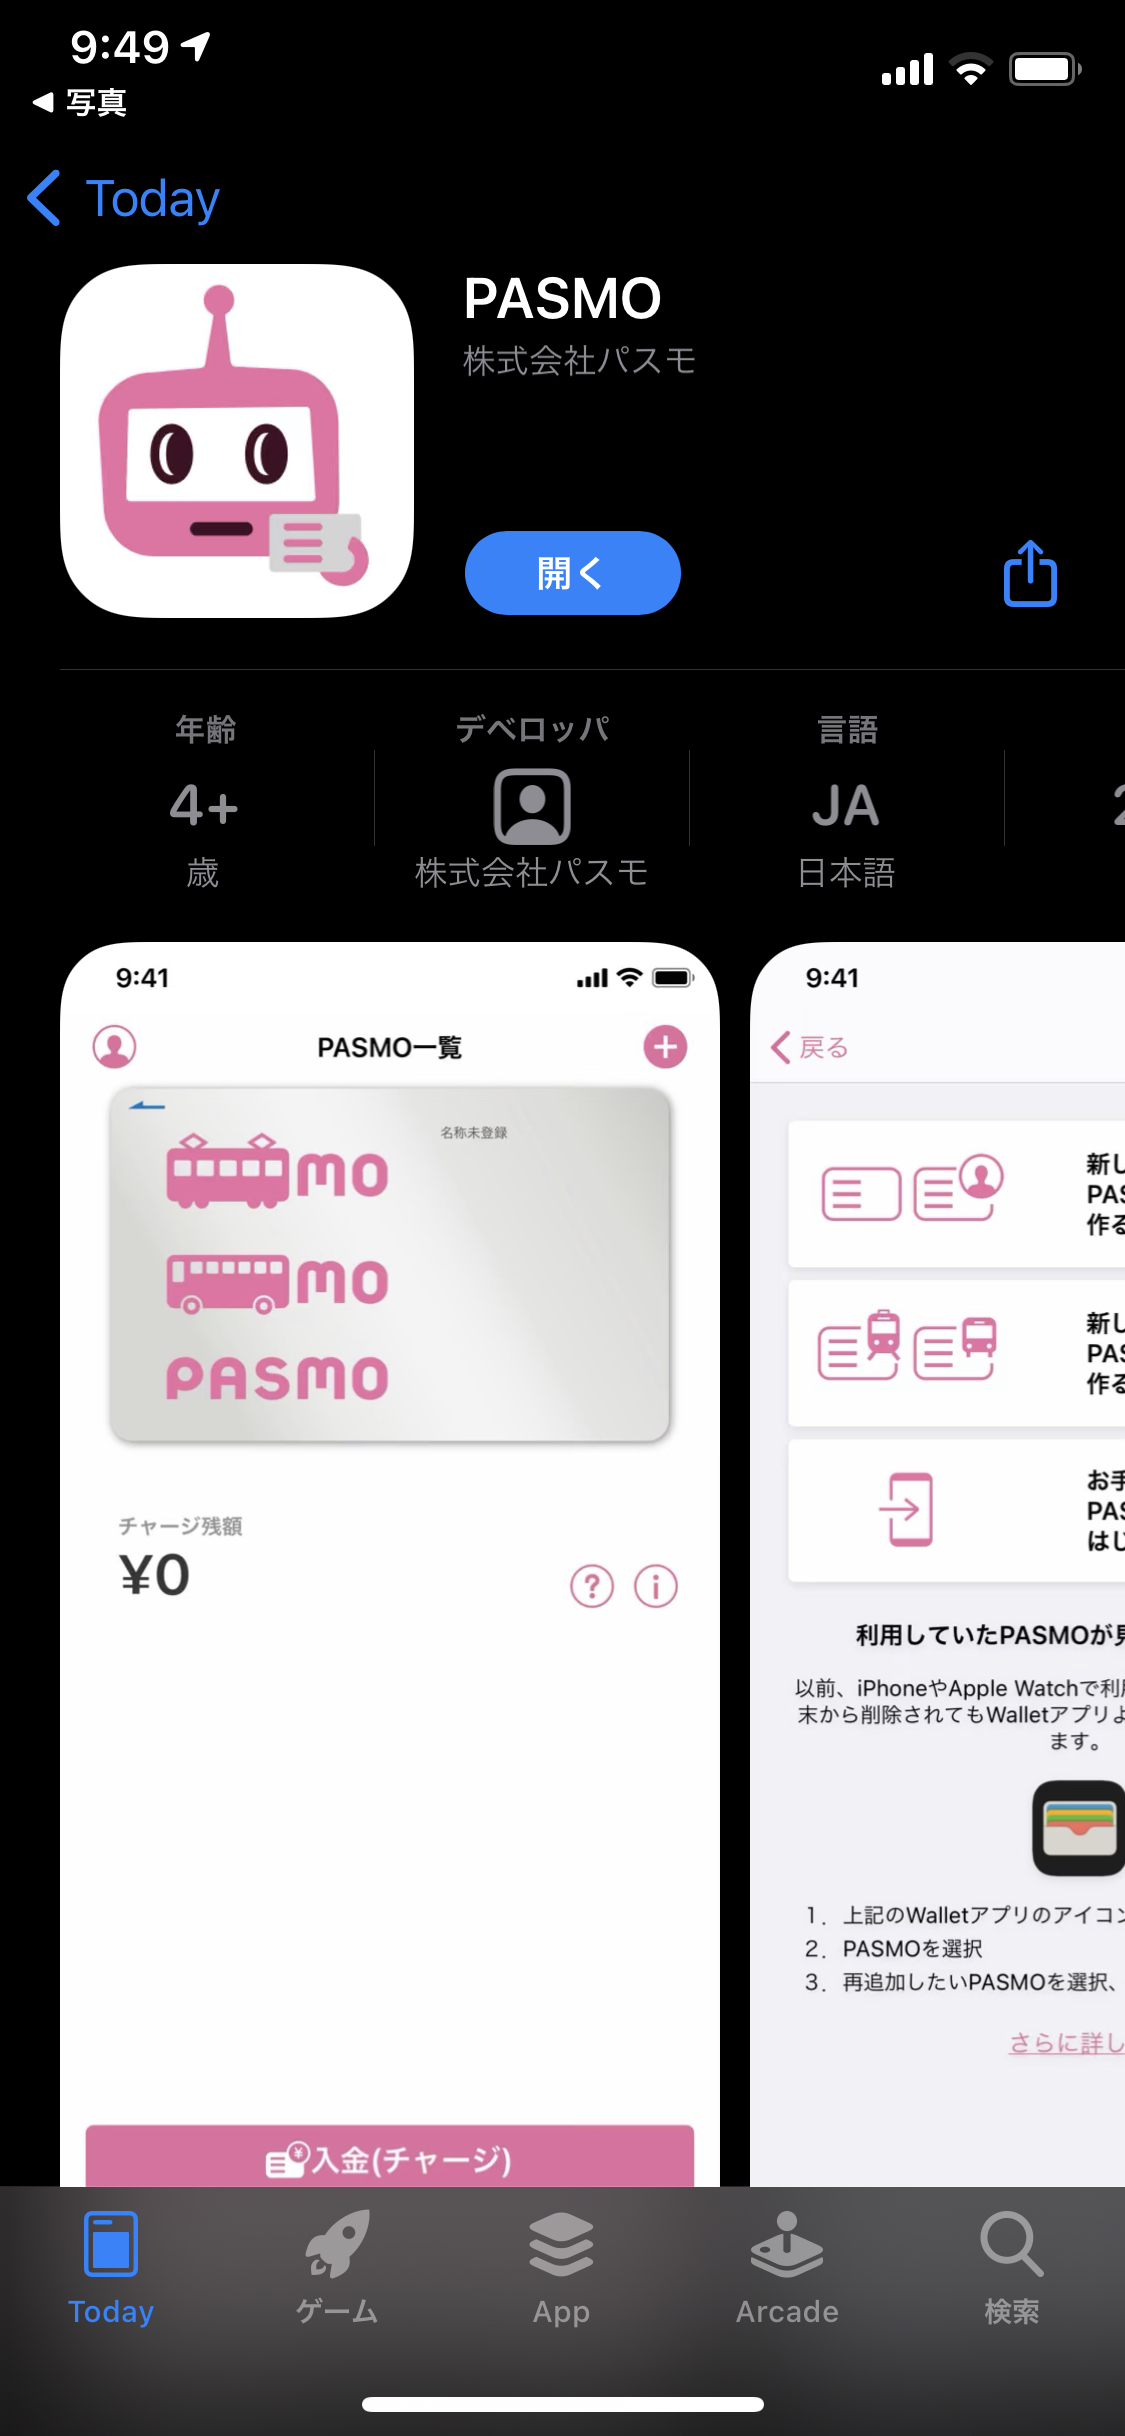 9:49
写真
Today
PASMO
株式会社パスモ
開く
年齢
4+
歳
デベロッパ
株式会社パスモ
言語
JA
日本語
9:41
PASMO一覧
名称未登録
mo
mo
PASMO
チャージ残額
¥0
?
i
入金(チャージ)
9:41
戻る
新し
PAS
作る
新し
PAS
作る
お手
PAS
はじ
利用していたPASMOが見
以前、iPhoneやApple Watchで利用
末から削除されてもWalletアプリよ
ます。
1. 上記のWalletアプリのアイコン
2. PASMOを選択
3. 再追加したいPASMOを選択、
さらに詳し
Today
ゲーム
App
Arcade
検索